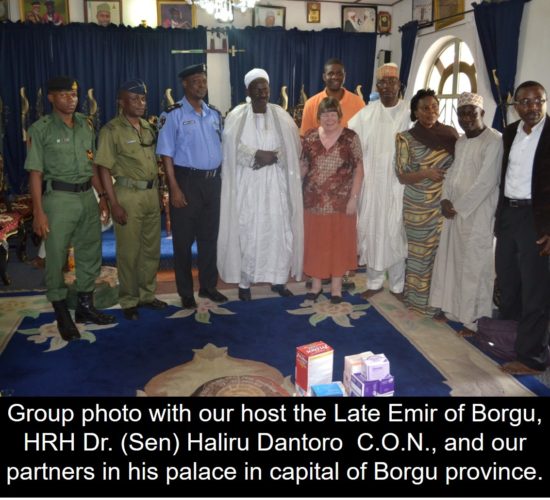 Group photo with our host the Late Emir of Borgu,
HRH Dr. (Sen) Haliru Dantoro C.O.N., and our
partners in his palace in capital of Borgu province.